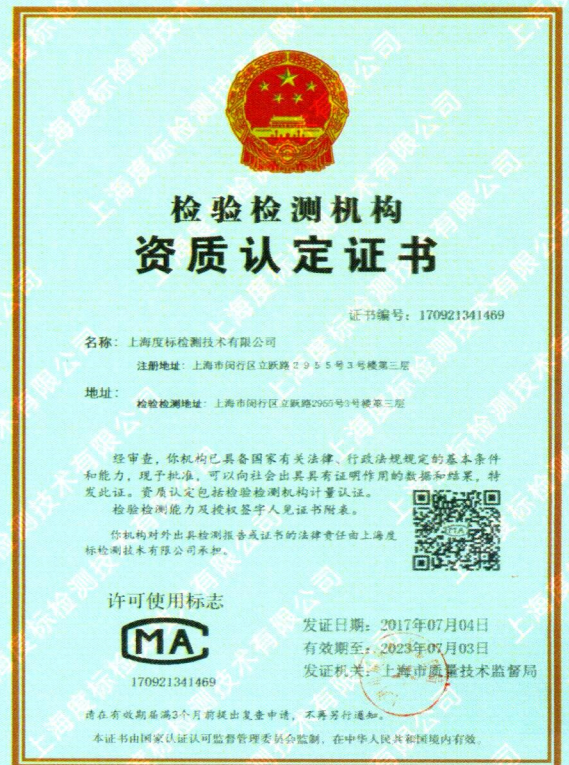 检验检测机构
资质认定证书
证书编号：170921341469
名称：上海度标检测技术有限公司
注册地址：上海市闵行区立跃路２９５５号３号楼第三层
地址：
检验检测地址：上海市闵行区立跃路2955号3号楼第三层
经审查，你机构已具备国家有关法律、行政法规规定的基本条件
和能力，现予批准，可以向社会出具具有证明作用的数据和结果，特
发此证。资质认定包括检验检测机构计量认证。
检验检测能力及授权签字人见证书附表。
你机构对外出具检测报告或证书的法律责任由上海度
标检测技术有限公司承担。
许可使用标志
MA
170921341469
发证日期：2017年07月04日
有效期至：2023年07月03日
发证机关：上海市质量技术监督局
请在有效期届满3个月前提出复查申请，不再另行通知。
本证书由国家认证认可监督管理委员会监制，在中华人民共和国境内有效。
上海度标检测技术有限公司